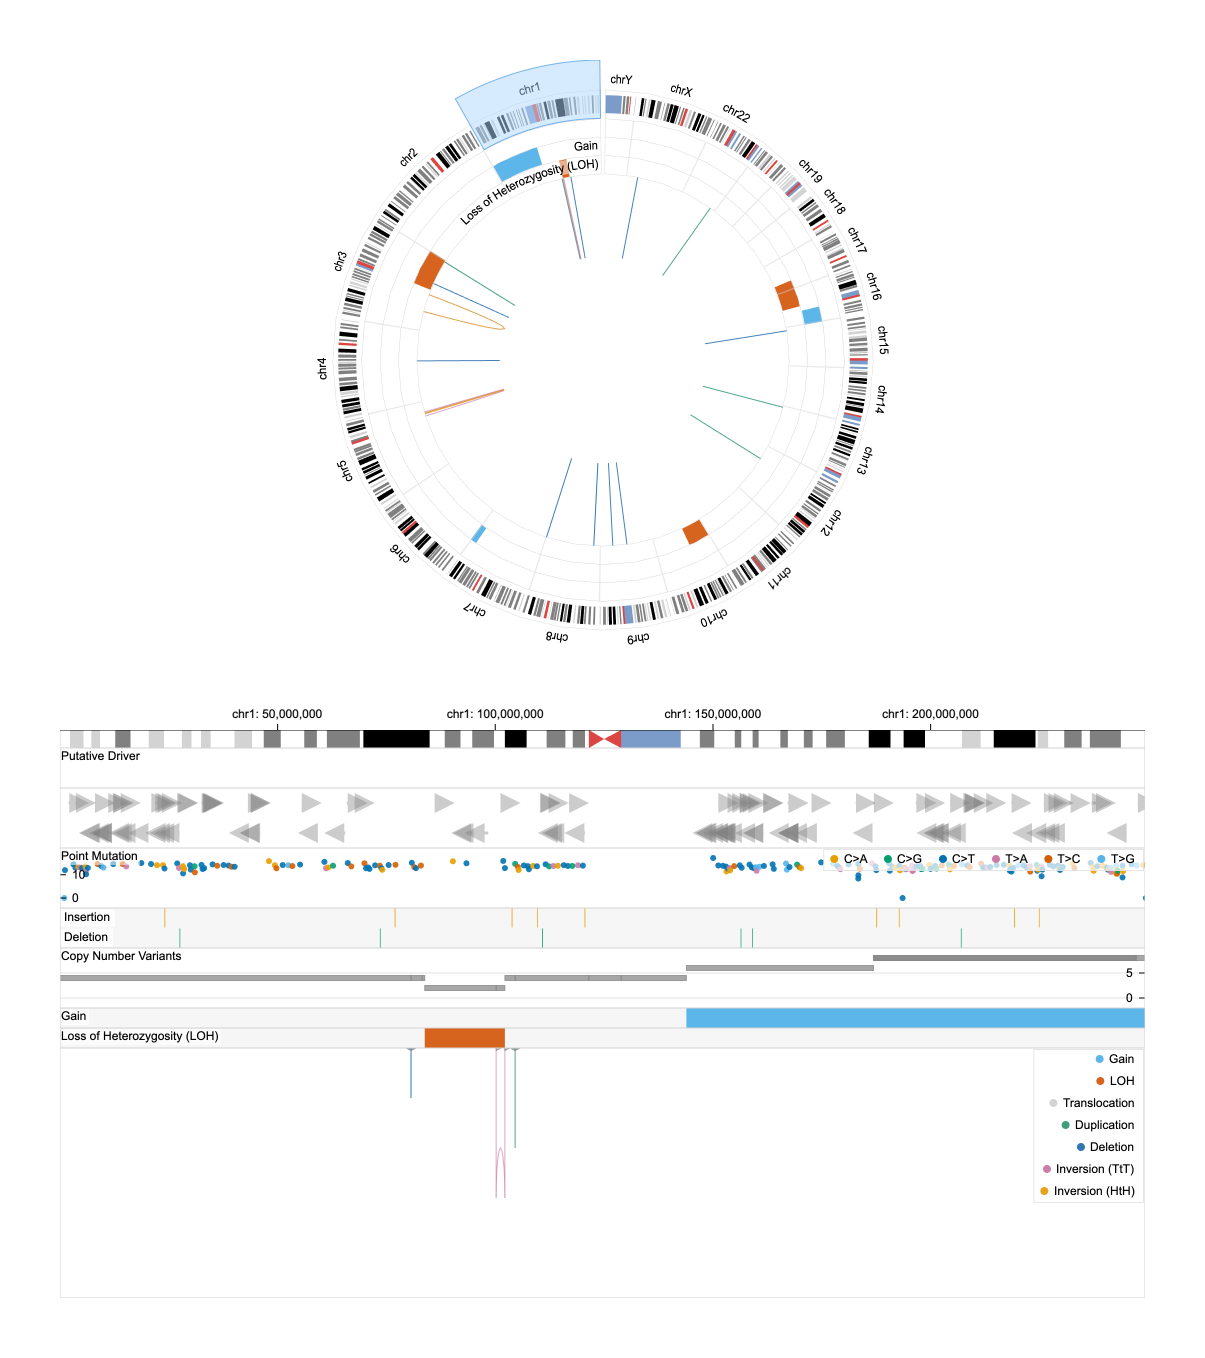 chr1
chrY
chrX
chr22
chr19
chr18
chr17
chr16
chr15
chr14
chr13
chr12
chr11
chr10
chr9
chr8
chr7
chr6
chr5
chr4
chr3
chr2
Gain
Loss of Heterozygosity (LOH)
chr1: 50,000,000 chr1: 100,000,000 chr1: 150,000,000 chr1: 200,000,000
Putative Driver
Point Mutation
C>A C>G C>T T>A T>C T>G
10
0
Insertion
Deletion
Copy Number Variants
5
0
Gain
Loss of Heterozygosity (LOH)
Gain
LOH
Translocation
Duplication
Deletion
Inversion (TtT)
Inversion (HtH)